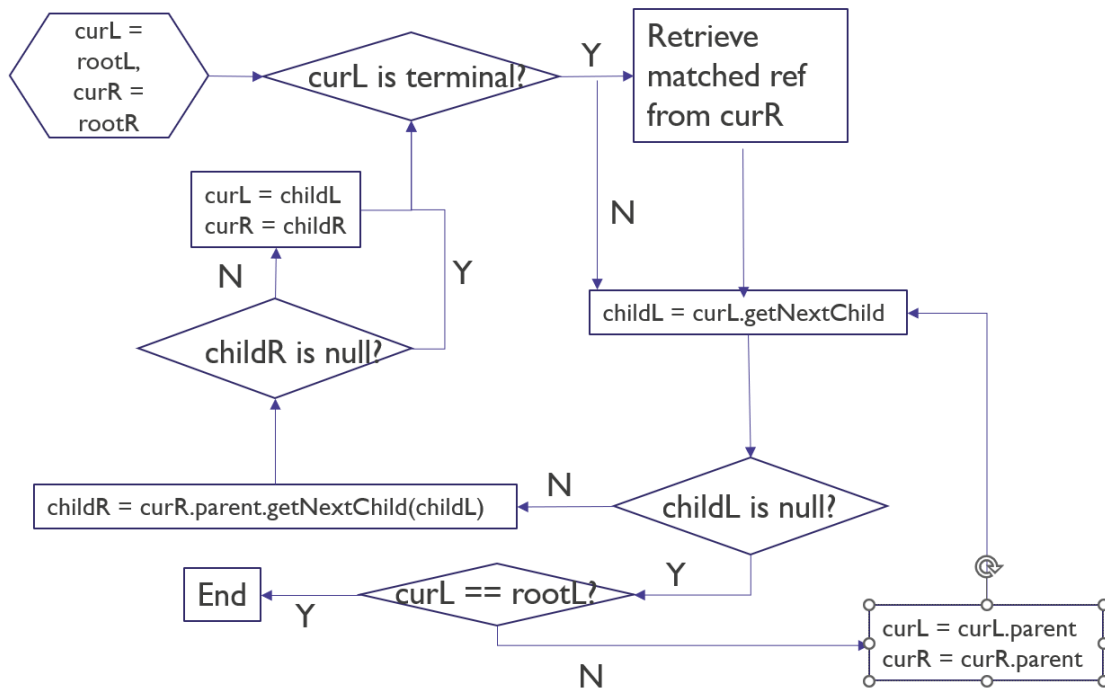 curL =
rootL,
curR =
rootR
curL is terminal?
Y
Retrieve
matched ref
from curR
curL = childL
curR = childR
N
N
Y
childL = curL.getNextChild
childR is null?
childR = curR.parent.getNextChild(childL)
N
childL is null?
End
Y
curL == rootL?
Y
N
curL = curL.parent
curR = curR.parent